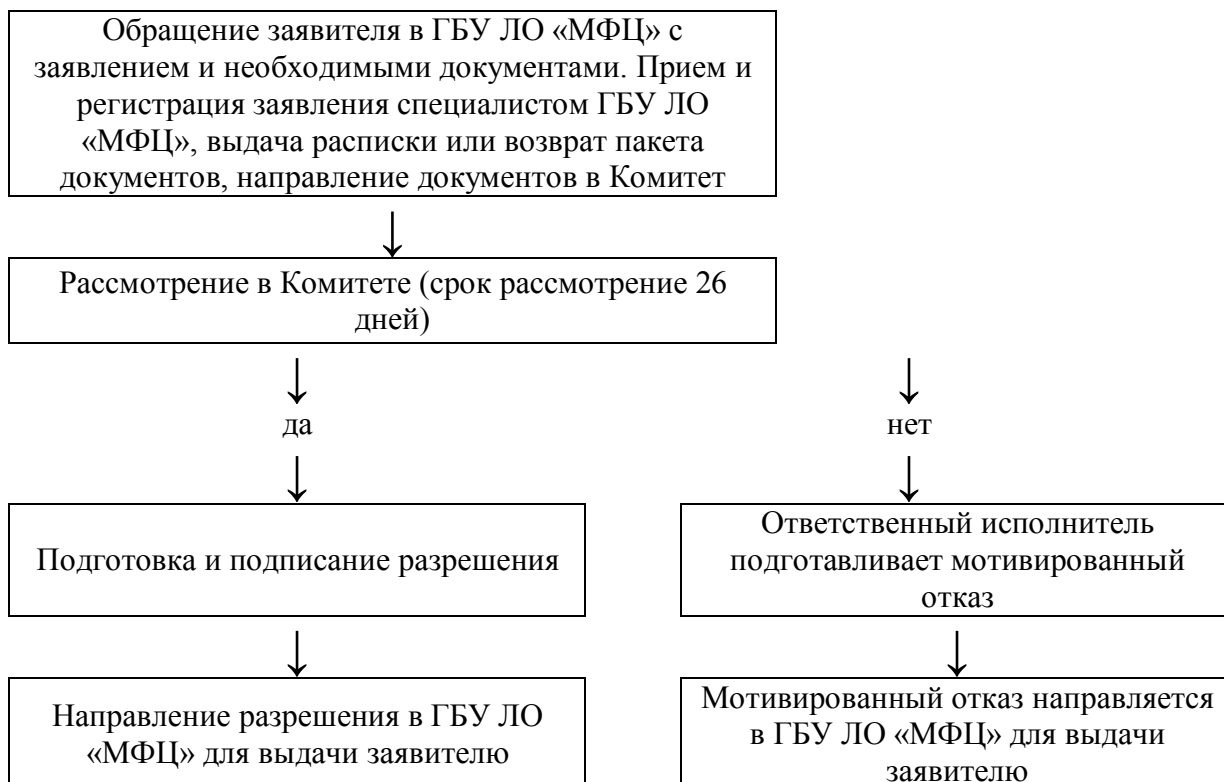 Обращение заявителя в ГБУ ЛО «МФЦ» с
заявлением и необходимыми документами. Прием и
регистрация заявления специалистом ГБУ ЛО
«МФЦ», выдача расписки или возврат пакета
документов, направление документов в Комитет
Рассмотрение в Комитете (срок рассмотрение 26
дней)
да
нет
Подготовка и подписание разрешения
Ответственный исполнитель
подготавливает мотивированный
отказ
Направление разрешения в ГБУ ЛО
«МФЦ» для выдачи заявителю
Мотивированный отказ направляется
в ГБУ ЛО «МФЦ» для выдачи
заявителю